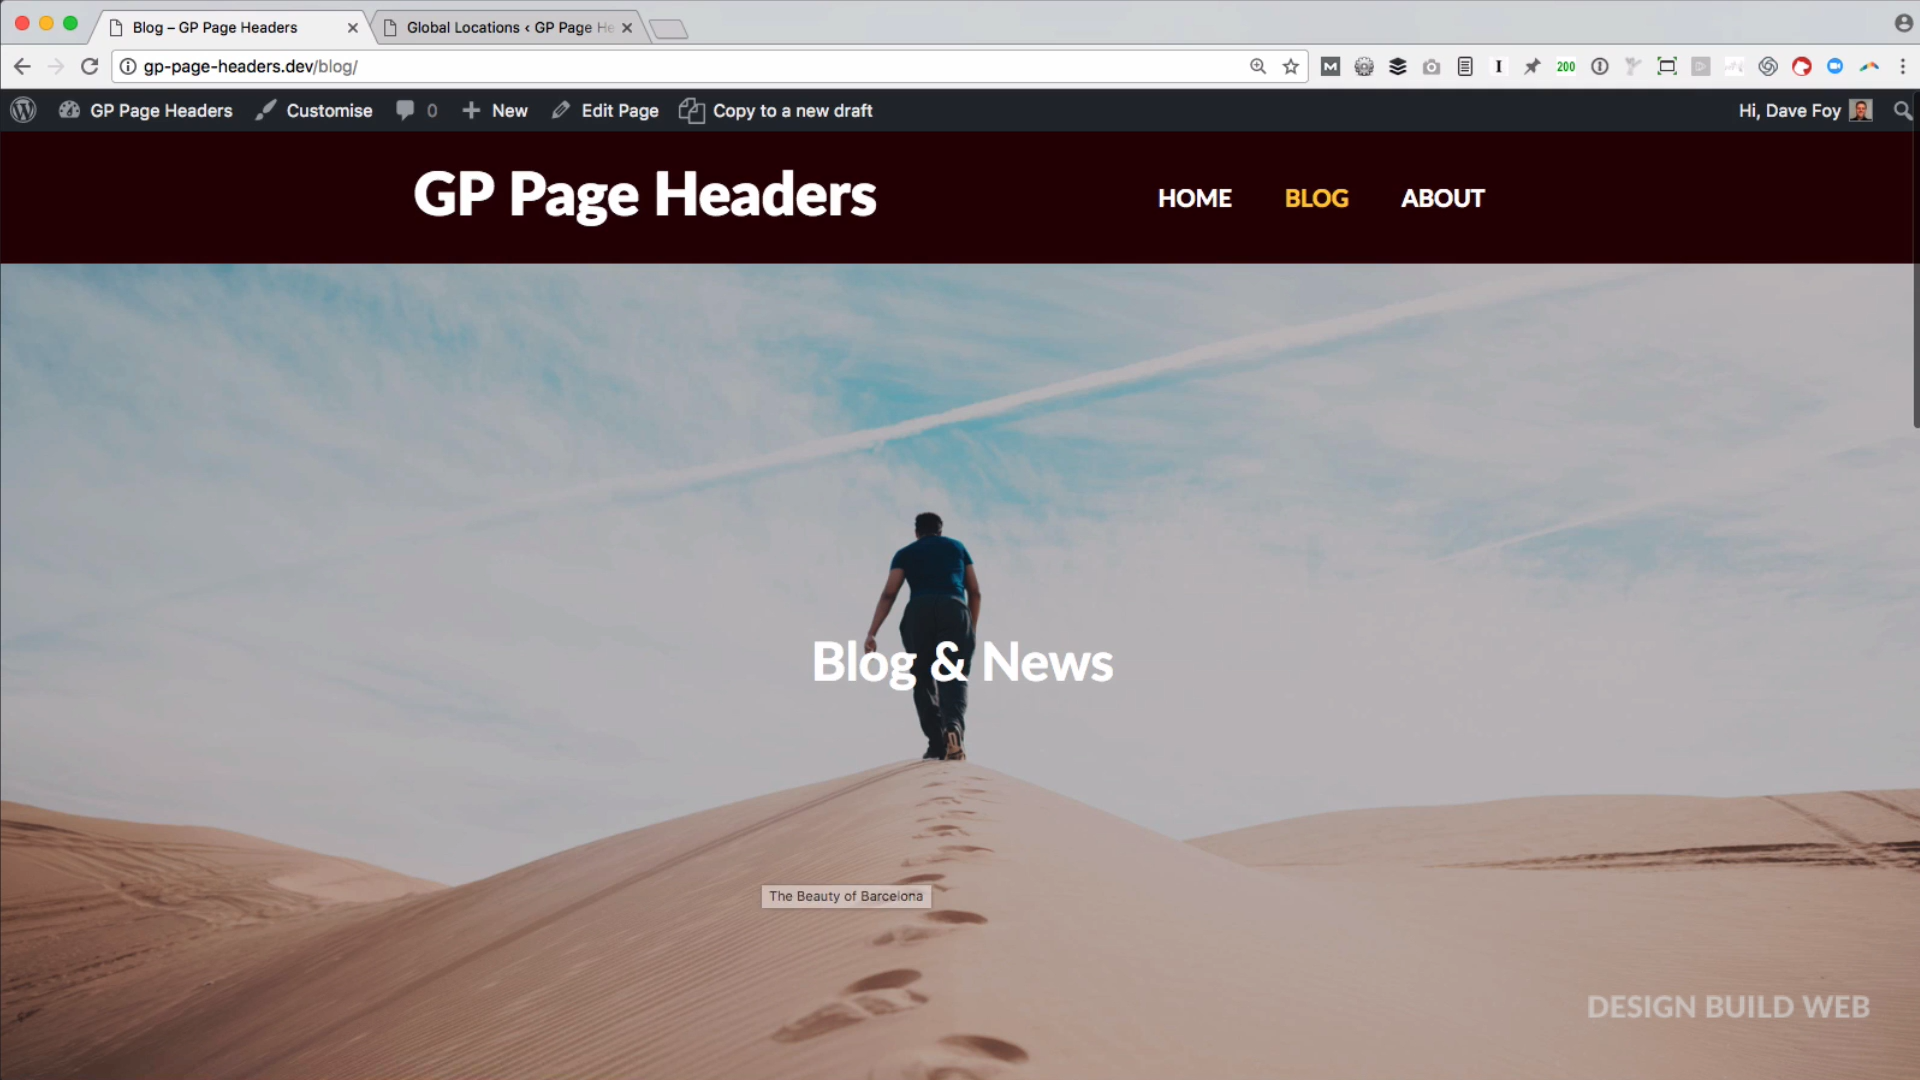 Blog – GP Page Headers
Global Locations ‹ GP Page He
gp-page-headers.dev/blog/
200
GP Page Headers
Customise
0
New
Edit Page
Copy to a new draft
Hi, Dave Foy
GP Page Headers
HOME
BLOG
ABOUT
Blog & News
The Beauty of Barcelona
DESIGN BUILD WEB